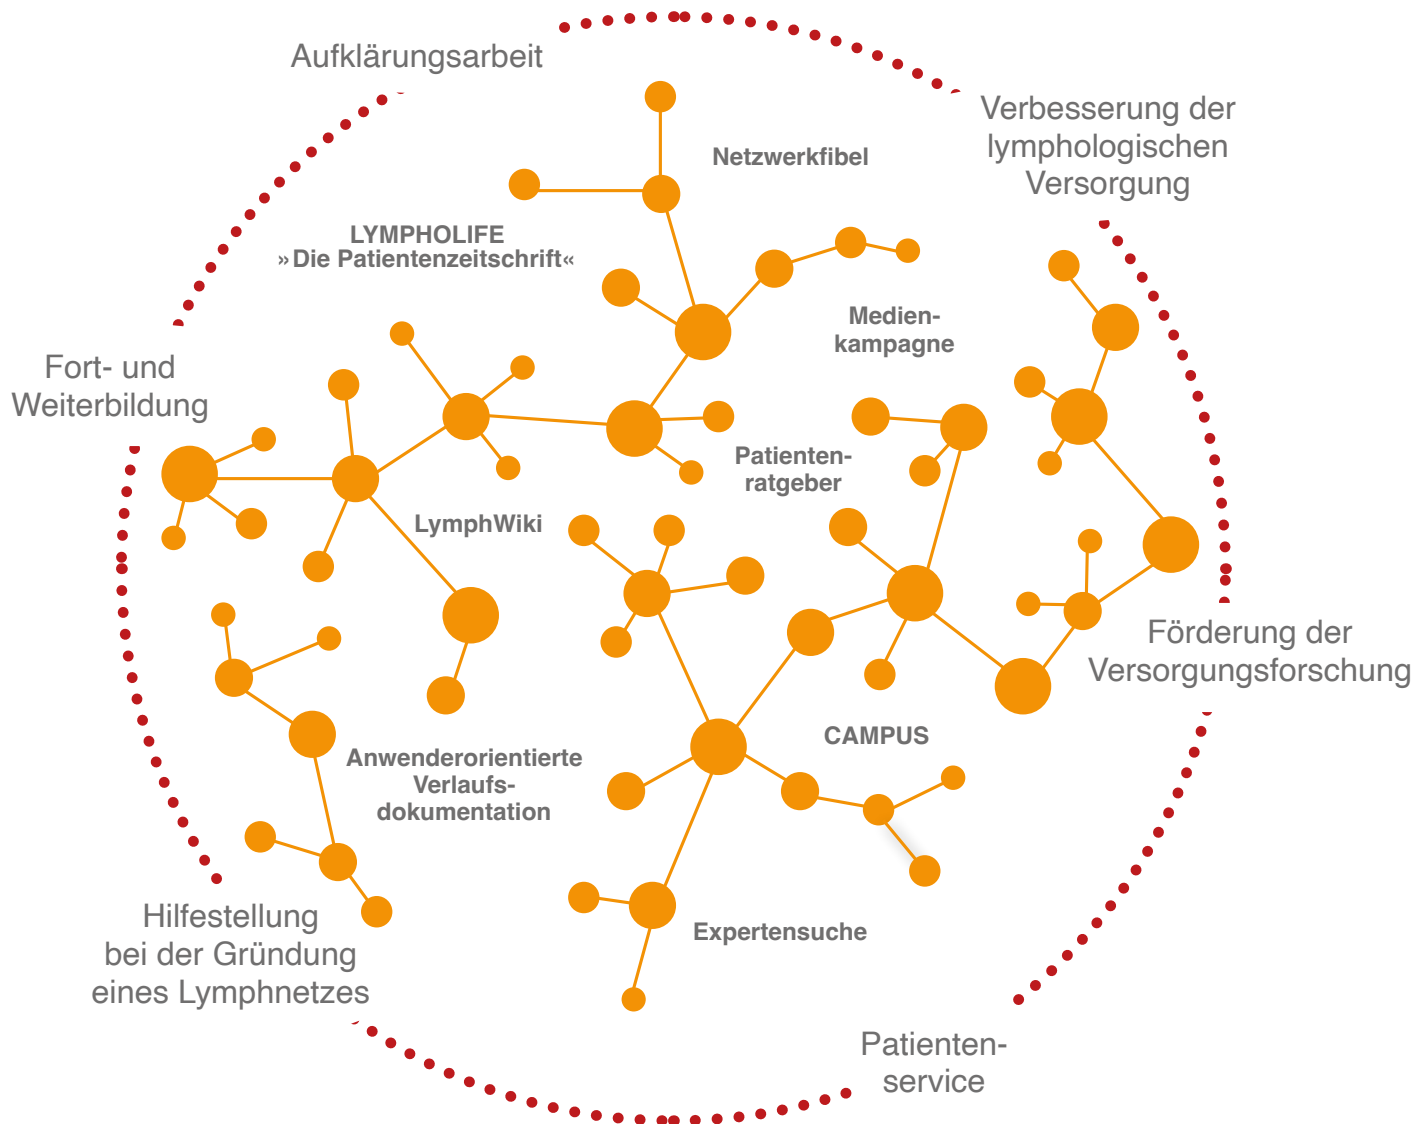 Aufklärungsarbeit
Verbesserung der
lymphologischen
Versorgung
Netzwerkfibel
LYMPHOLIFE
»Die Patientenzeitschrift«
Medien-
kampagne
Fort- und
Weiterbildung
Patienten-
ratgeber
LymphWiki
Förderung der
Versorgungsforschung
CAMPUS
Anwenderorientierte
Verlaufs-
dokumentation
Hilfestellung
bei der Gründung
eines Lymphnetzes
Expertensuche
Patienten-
service